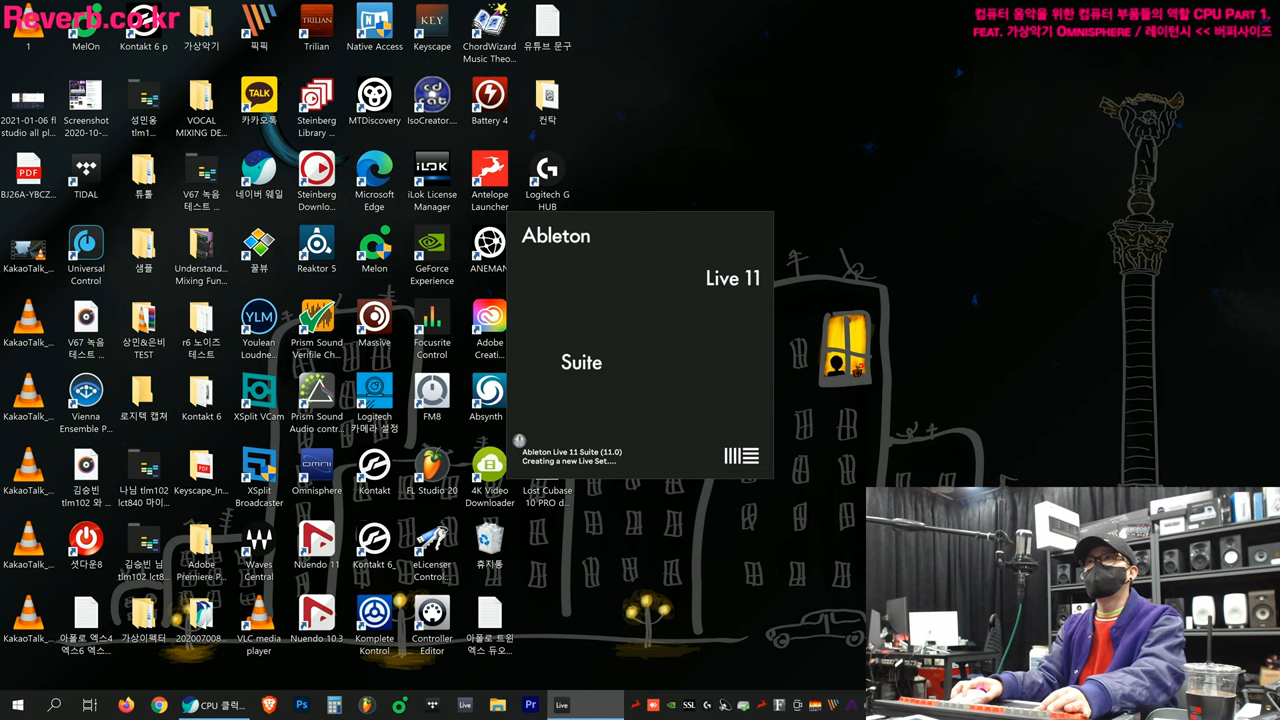 Reverb.co.kr
컴퓨터 음악을 위한 컴퓨터 부품들의 역할 CPU Part 1.
feat. 가상악기 Omnisphere / 레이턴시 << 버퍼사이즈
1
MelOn
Kontakt 6 p
가상악기
픽픽
Trilian
Native Access
Keyscape
ChordWizard
Music Theo...
유튜브 문구
2021-01-06 fl
studio all pl...
Screenshot
2020-10-...
성민웅
tlm1...
VOCAL
MIXING DE...
카카오톡
Steinberg
Library ...
MTDiscovery
IsoCreator....
Battery 4
컨탁
BJ26A-YBCZ...
TIDAL
튜톨
V67 녹음
테스트 ...
네이버 웨일
Steinberg
Downlo...
Microsoft
Edge
iLok License
Manager
Antelope
Launcher
Logitech G
HUB
KakaoTalk_...
Universal
Control
샘플
Understand...
Mixing Fun...
꿀뷰
Reaktor 5
Melon
GeForce
Experience
ANEMAN
KakaoTalk_...
V67 녹음
테스트 ...
상민&은비
TEST
r6 노이즈
테스트
Youlean
Loudne...
Prism Sound
Verifile Ch...
Massive
Focusrite
Control
Adobe
Creati...
KakaoTalk_...
Vienna
Ensemble P...
로지텍 캡쳐
Kontakt 6
XSplit VCam
Prism Sound
Audio contr...
Logitech
카메라 설정
FM8
Absynth
KakaoTalk_...
김승빈
tlm102 와 ...
나님 tlm102
lct840 마이...
Keyscape_In...
XSplit
Broadcaster
Omnisphere
Kontakt
FL Studio 20
4K Video
Downloader
Lost Cubase
10 PRO d...
KakaoTalk_...
셧다운8
김승빈 님
tlm102 lct8...
Adobe
Premiere P...
Waves
Central
Nuendo 11
Kontakt 6_
eLicenser
Control...
휴지통
KakaoTalk_...
아폴로 엑스4
엑스6 엑스...
가상이펙터
202007008...
VLC media
player
Nuendo 10.3
Komplete
Kontrol
Controller
Editor
아폴로 트윈
엑스 듀오...
Ableton
Live 11
Suite
Ableton Live 11 Suite (11.0)
Creating a new Live Set....
CPU 클릭...
Live
Live
SSL